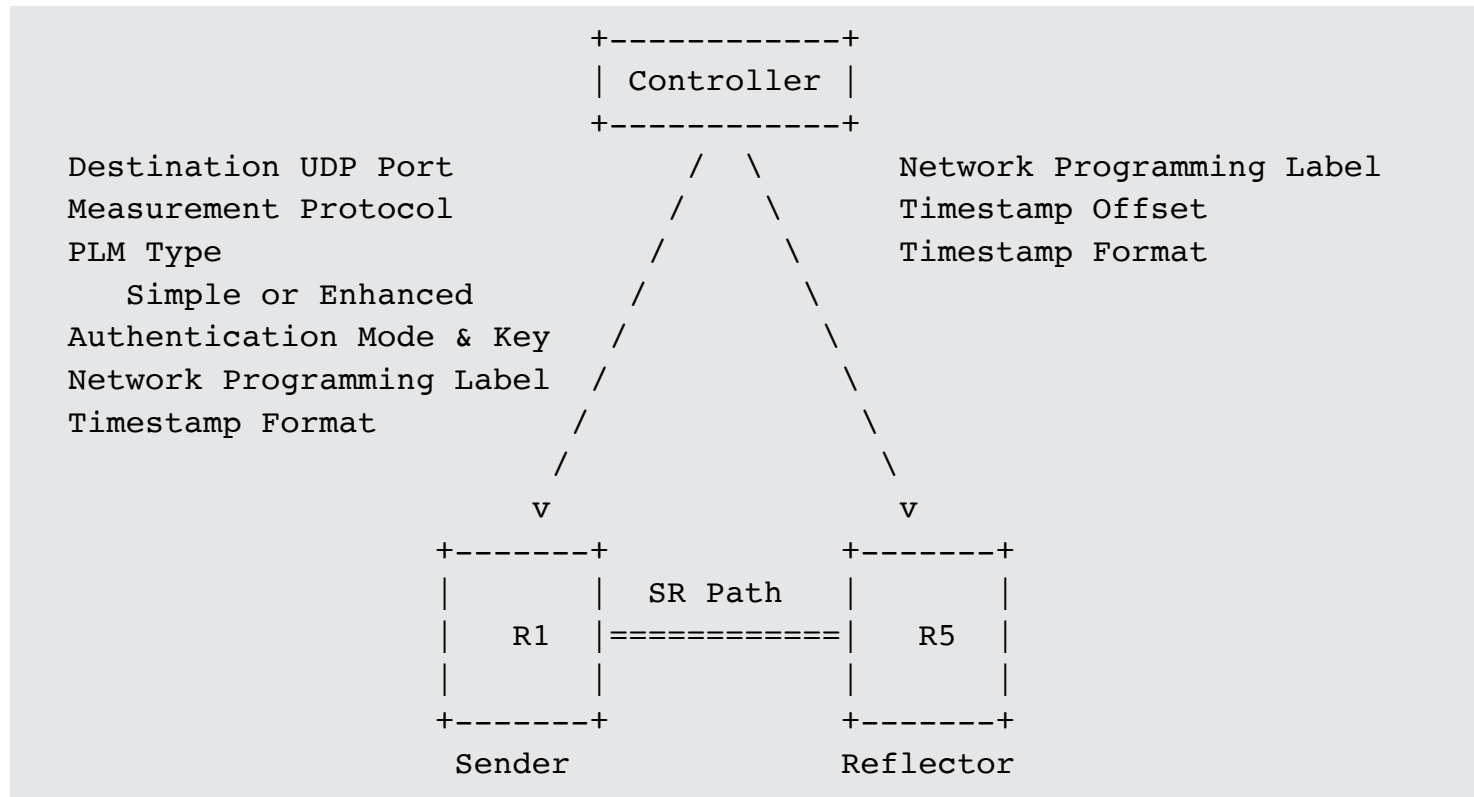 +------------+
| Controller |
+------------+
Destination UDP Port / \ Network Programming Label
Measurement Protocol / \ Timestamp Offset
PLM Type / \ Timestamp Format
Simple or Enhanced / \
Authentication Mode & Key / \
Network Programming Label / \
Timestamp Format / \
/ \
v v
+-------+ +-------+
| | SR Path | |
| R1 |============| R5 |
| | | |
+-------+ +-------+
Sender Reflector